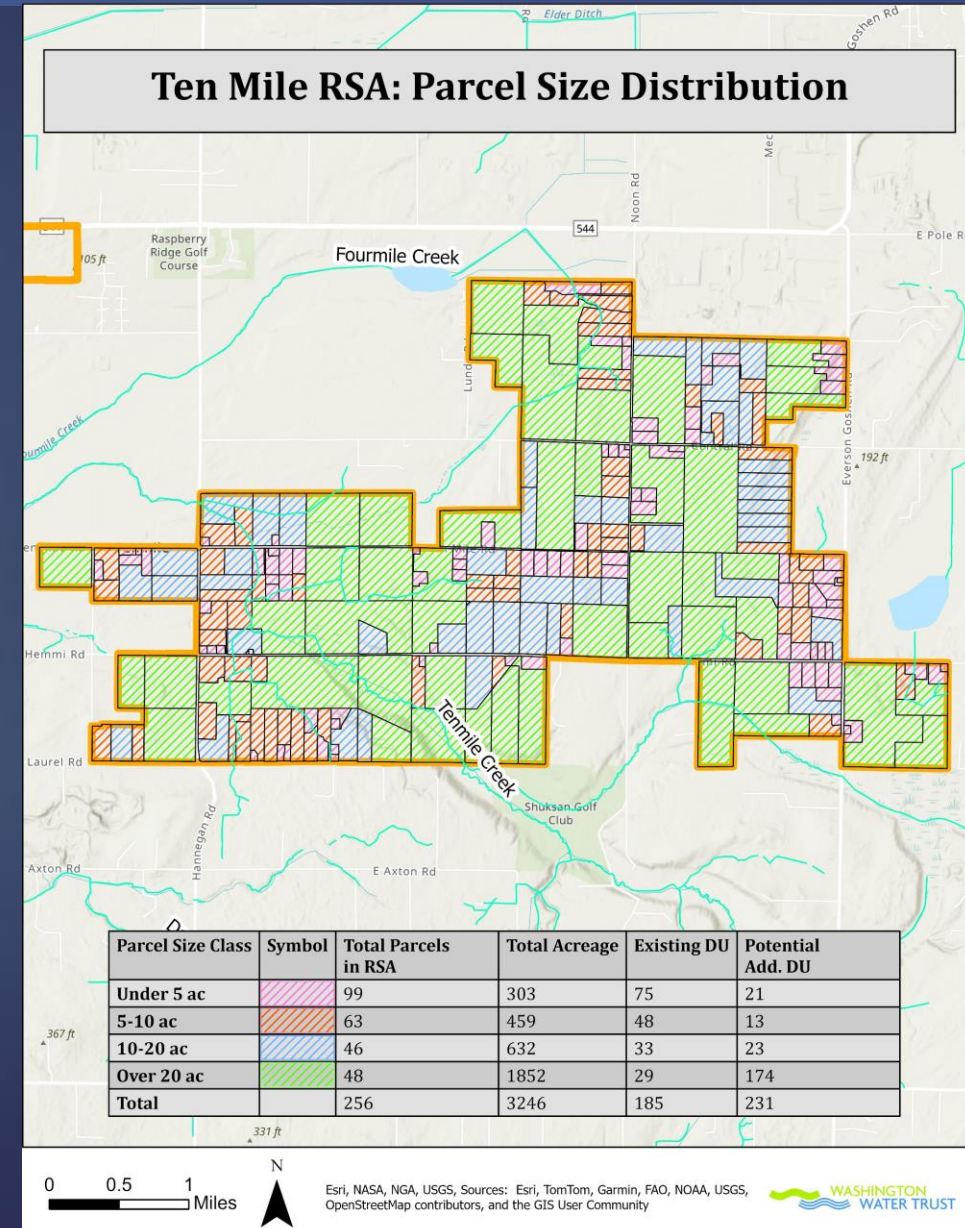 Elder Ditch
Goshen Rd
Ten Mile RSA: Parcel Size Distribution
Noon Rd
544
E Pole R
Raspberry
Ridge Golf
Course
105 ft
Fourmile Creek
Everson Goshen Rd
192 ft
Hemmi Rd
Tenmile Creek
Laurel Rd
Shuksan Golf
Club
Hannegan Rd
Axton Rd
E Axton Rd
Parcel Size Class Symbol Total Parcels in RSA Total Acreage Existing DU Potential Add. DU
Under 5 ac 99 303 75 21
5-10 ac 63 459 48 13
10-20 ac 46 632 33 23
Over 20 ac 48 1852 29 174
Total 256 3246 185 231
367 ft
331 ft
0 0.5 1
Miles
N
Esri, NASA, NGA, USGS, Sources: Esri, TomTom, Garmin, FAO, NOAA, USGS,
OpenStreetMap contributors, and the GIS User Community
WASHINGTON
WATER TRUST